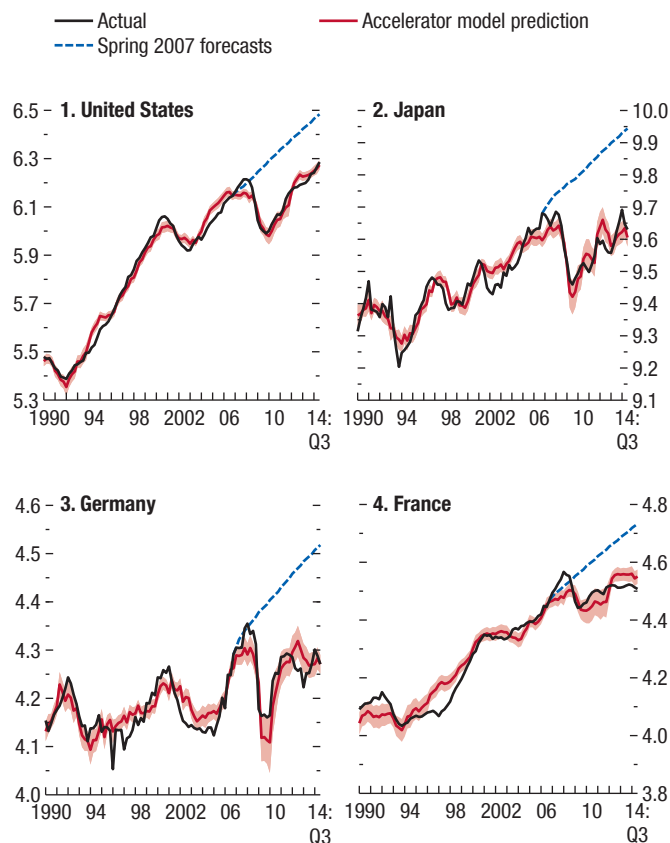 Actual
Accelerator model prediction
Spring 2007 forecasts
1. United States
6.5
6.3
6.1
5.9
5.7
5.5
5.3
1990 94 98 2002 06 10 14:
Q3
2. Japan
10.0
9.9
9.8
9.7
9.6
9.5
9.4
9.3
9.2
9.1
1990 94 98 2002 06 10 14:
Q3
3. Germany
4.6
4.5
4.4
4.3
4.2
4.1
4.0
1990 94 98 2002 06 10 14:
Q3
4. France
4.8
4.6
4.4
4.2
4.0
3.8
1990 94 98 2002 06 10 14:
Q3